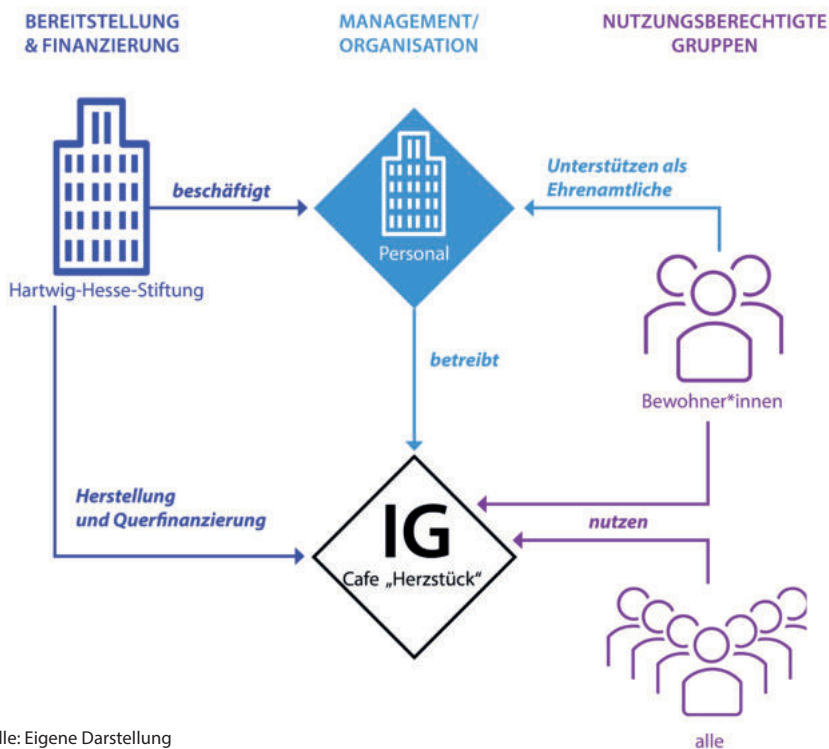 BEREITSTELLUNG
& FINANZIERUNG
MANAGEMENT/
ORGANISATION
NUTZUNGSBERECHTIGTE
GRUPPEN
beschäftigt
Unterstützen als
Ehrenamtliche
Personal
Hartwig-Hesse-Stiftung
betreibt
Bewohner*innen
Herstellung
und Querfinanzierung
IG
Cafe „Herzstück“
nutzen
alle
lle: Eigene Darstellung